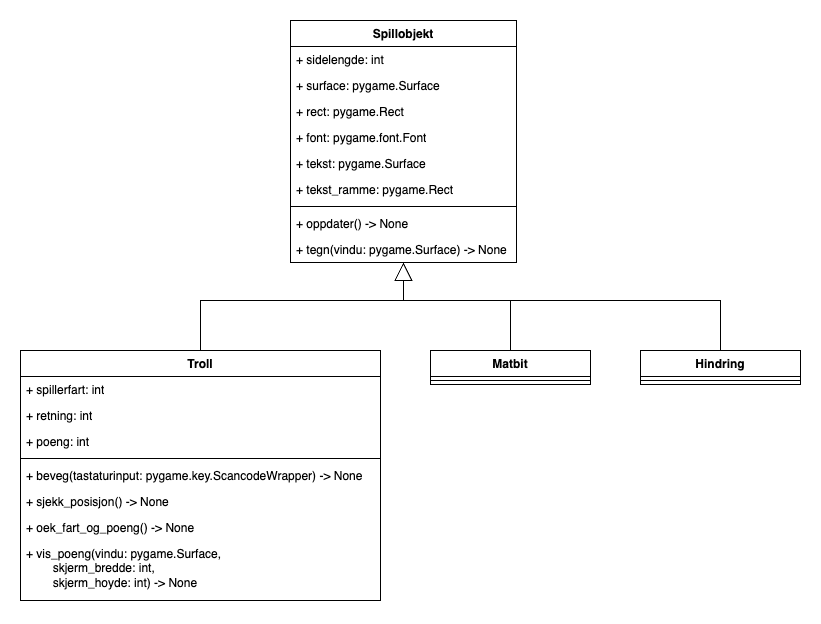 Spillobjekt
+ sidelengde: int
+ surface: pygame.Surface
+ rect: pygame.Rect
+ font: pygame.font.Font
+ tekst: pygame.Surface
+ tekst_ramme: pygame.Rect
+ oppdater() -> None
+ tegn(vindu: pygame.Surface) -> None
Troll
+ spillerfart: int
+ retning: int
+ poeng: int
+ beveg(tastaturinput: pygame.key.ScancodeWrapper) -> None
+ sjekk_posisjon() -> None
+ oek_fart_og_poeng() -> None
+ vis_poeng(vindu: pygame.Surface,
skjerm_bredde: int,
skjerm_hoyde: int) -> None
Matbit
Hindring